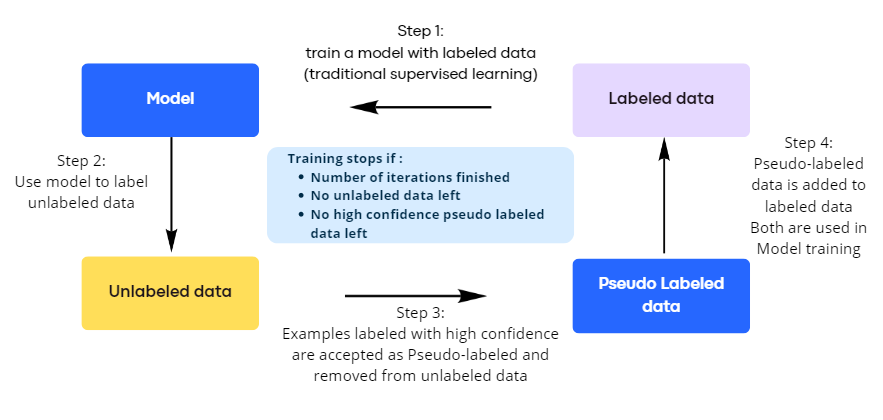 Step 1:
train a model with labeled data
(traditional supervised learning)
Model
Labeled data
Step 2:
Use model to label
unlabeled data
Training stops if :
• Number of iterations finished
• No unlabeled data left
• No high confidence pseudo labeled
data left
Step 4:
Pseudo-labeled
data is added to
labeled data
Both are used in
Model training
Unlabeled data
Pseudo Labeled
data
Step 3:
Examples labeled with high confidence
are accepted as Pseudo-labeled and
removed from unlabeled data